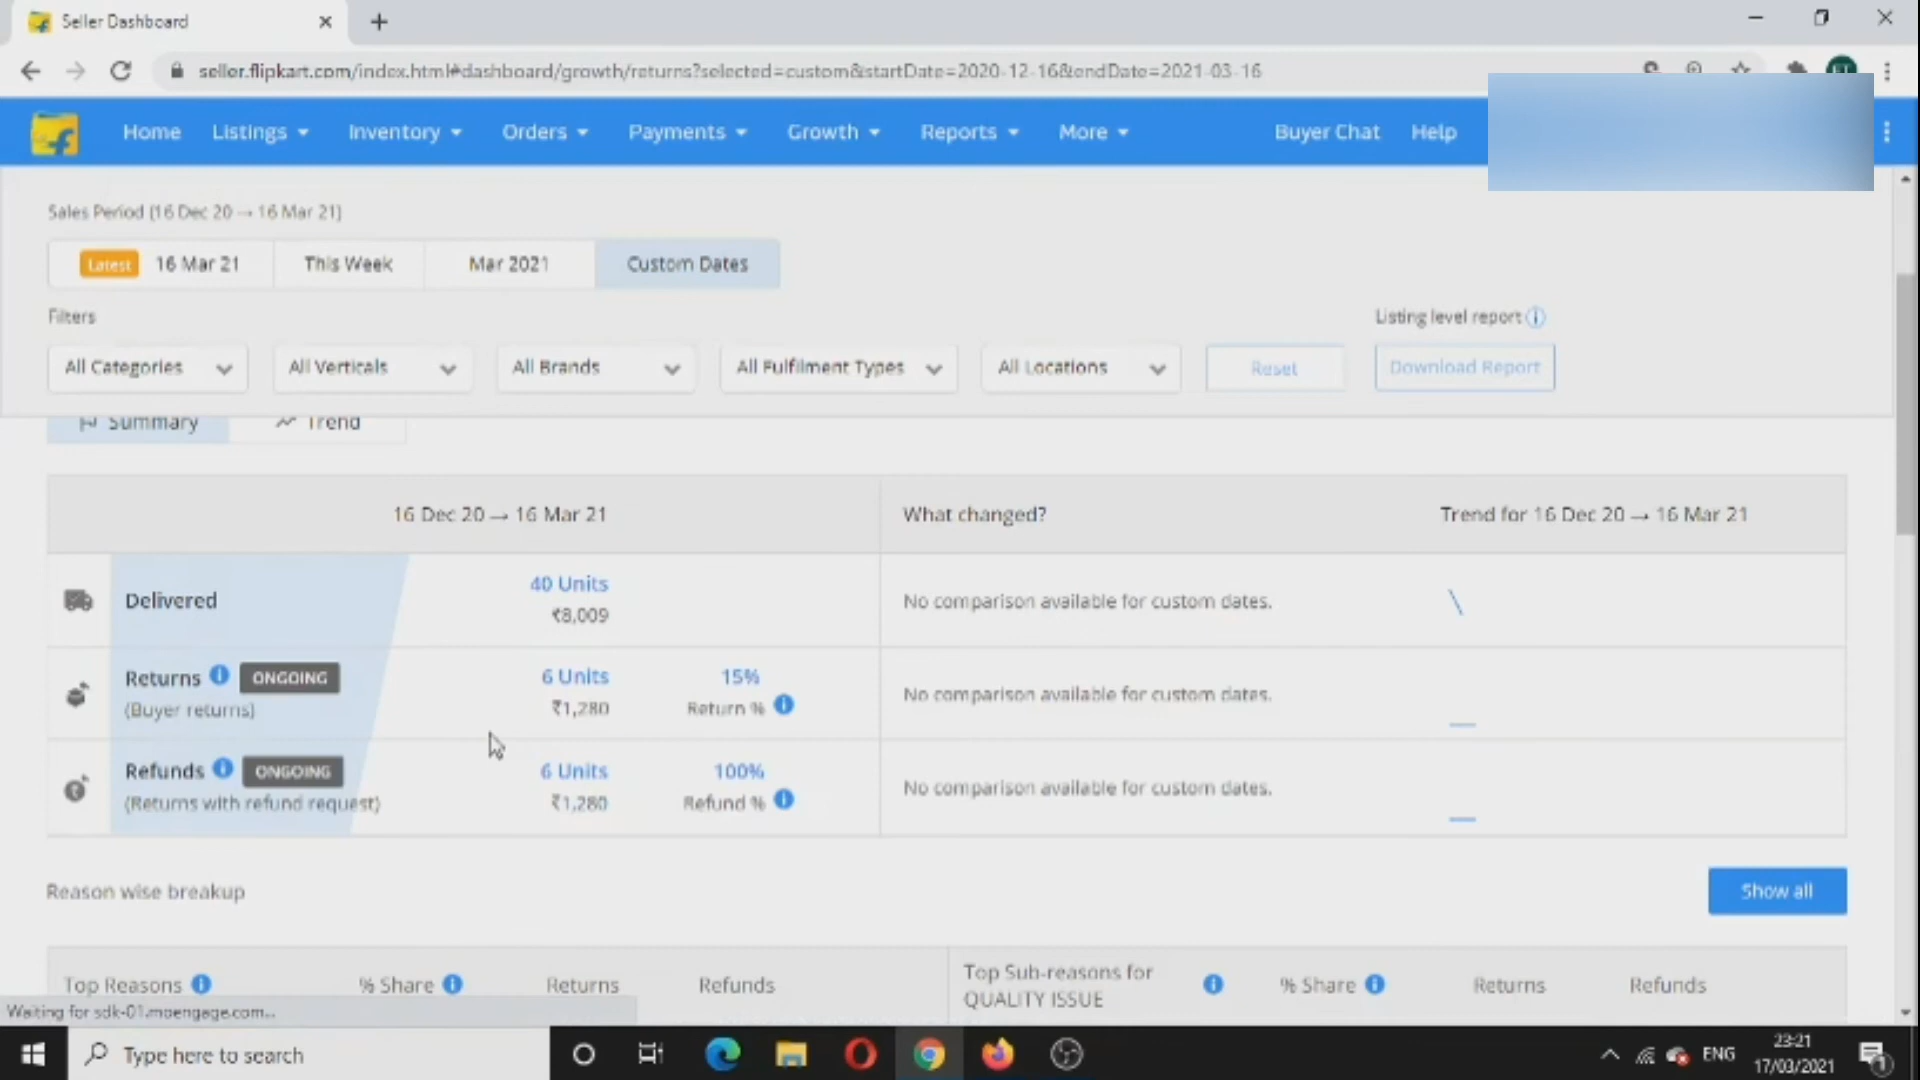 Seller Dashboard
seller.flipkart.com/index.html#dashboard/growth/returns?selected=custom&startDate=2020-12-16&endDate=2021-03-16
Home Listings Inventory Orders Payments Growth Reports More Buyer Chat Help
Sales Period (16 Dec 20 → 16 Mar 21)
Latest 16 Mar 21 This Week Mar 2021 Custom Dates
Filters Listing level report
All Categories All Verticals All Brands All Fulfilment Types All Locations Reset Download Report
Summary Trend
16 Dec 20 → 16 Mar 21 What changed? Trend for 16 Dec 20 → 16 Mar 21
Delivered 40 Units No comparison available for custom dates.
₹8,009
Returns ONGOING 6 Units 15% No comparison available for custom dates.
(Buyer returns) ₹1,280 Return %
Refunds ONGOING 6 Units 100% No comparison available for custom dates.
(Returns with refund request) ₹1,280 Refund %
Reason wise breakup Show all
Top Reasons % Share Returns Refunds Top Sub-reasons for % Share Returns Refunds
QUALITY ISSUE
Waiting for sdk-01.moengage.com...
Type here to search ENG 23:21
17/03/2021
1